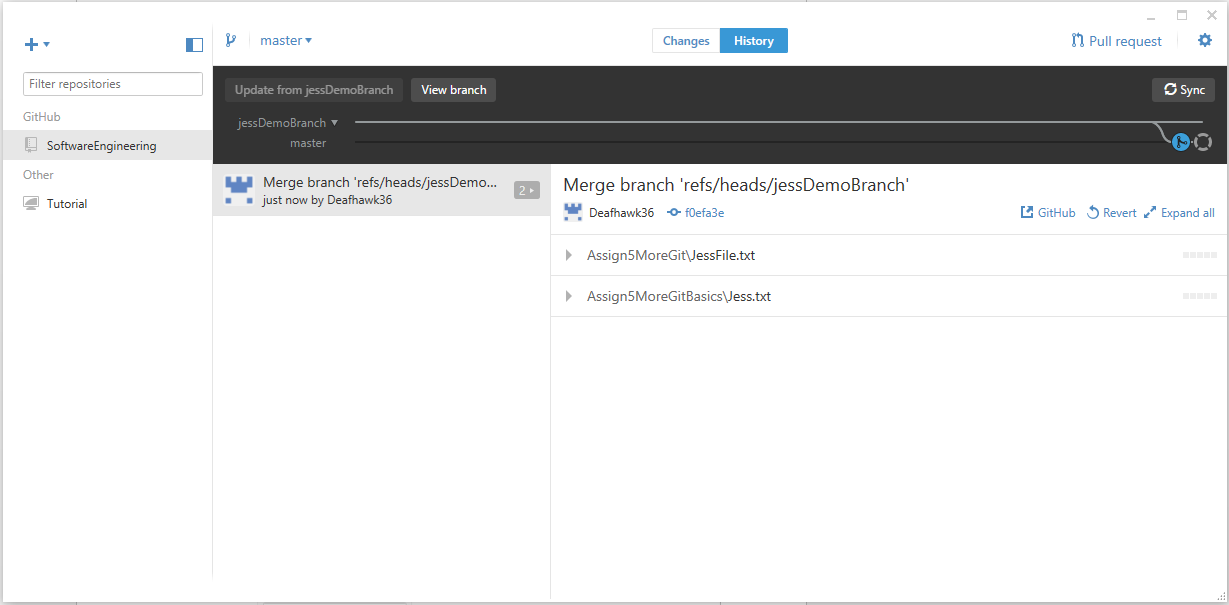 master
Changes
History
Pull request
Filter repositories
GitHub
SoftwareEngineering
Other
Tutorial
Update from jessDemoBranch
View branch
Sync
jessDemoBranch
master
Merge branch 'refs/heads/jessDemo...
just now by Deafhawk36
2
Merge branch 'refs/heads/jessDemoBranch'
Deafhawk36
f0efa3e
GitHub
Revert
Expand all
Assign5MoreGit\JessFile.txt
Assign5MoreGitBasics\Jess.txt